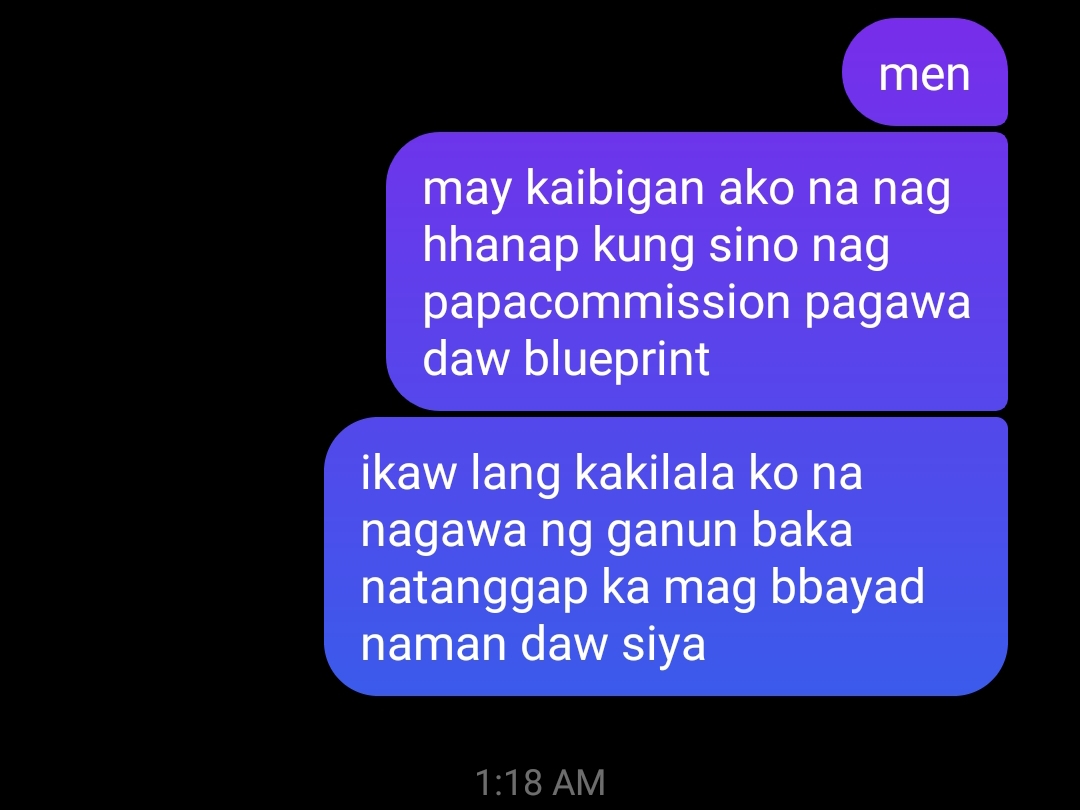 men
may kaibigan ako na nag
hhanap kung sino nag
papacommission pagawa
daw blueprint
ikaw lang kakilala ko na
nagawa ng ganun baka
natanggap ka mag bbayad
naman daw siya
1:18 AM